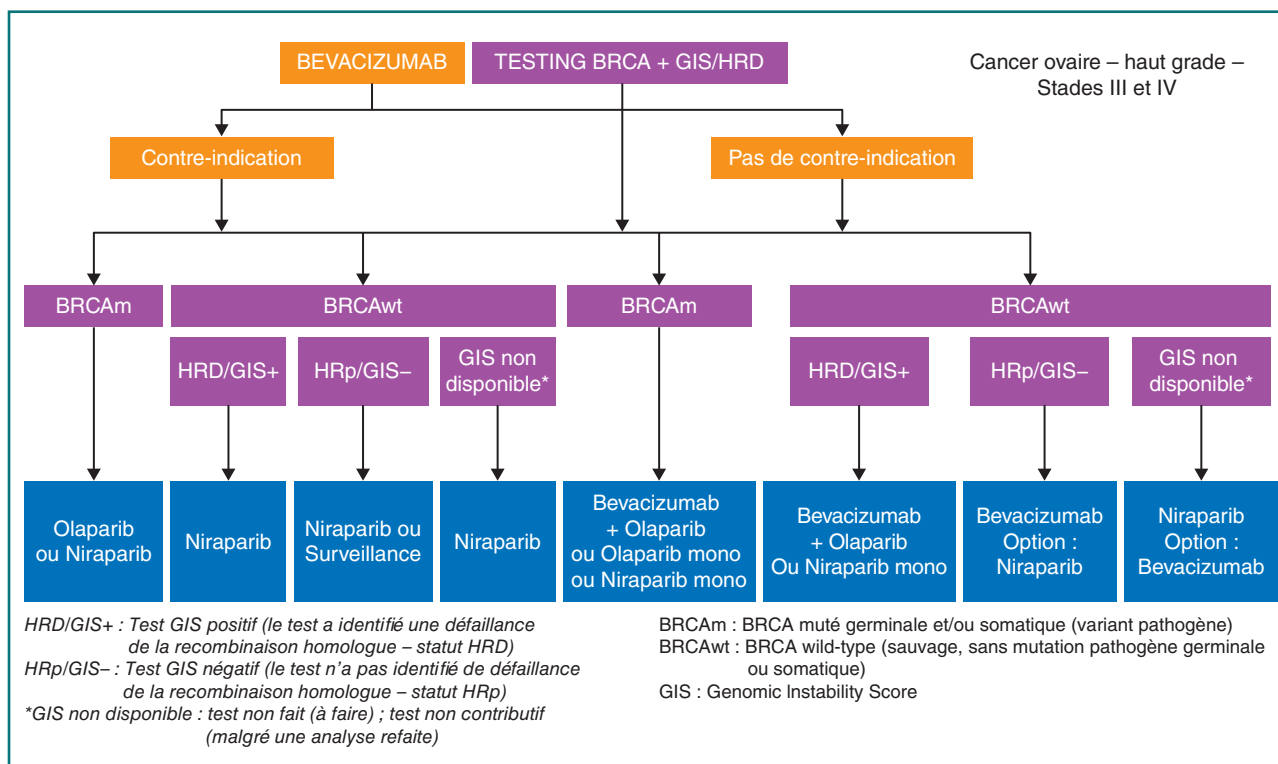 BEVACIZUMAB
TESTING BRCA + GIS/HRD
Cancer ovaire – haut grade –
Stades III et IV
Contre-indication
Pas de contre-indication
BRCAm
BRCAwt
BRCAm
BRCAwt
HRD/GIS+
HRp/GIS–
GIS non
disponible*
HRD/GIS+
HRp/GIS–
GIS non
disponible*
Olaparib
ou Niraparib
Niraparib
Niraparib ou
Surveillance
Niraparib
Bevacizumab
+ Olaparib
ou Olaparib mono
ou Niraparib mono
Bevacizumab
+ Olaparib
Ou Niraparib mono
Bevacizumab
Option :
Niraparib
Niraparib
Option :
Bevacizumab
HRD/GIS+ : Test GIS positif (le test a identifié une défaillance
de la recombinaison homologue – statut HRD)
HRp/GIS– : Test GIS négatif (le test n'a pas identifié de défaillance
de la recombinaison homologue – statut HRp)
*GIS non disponible : test non fait (à faire) ; test non contributif
(malgré une analyse refaite)
BRCAm : BRCA muté germinale et/ou somatique (variant pathogène)
BRCAwt : BRCA wild-type (sauvage, sans mutation pathogène germinale
ou somatique)
GIS : Genomic Instability Score